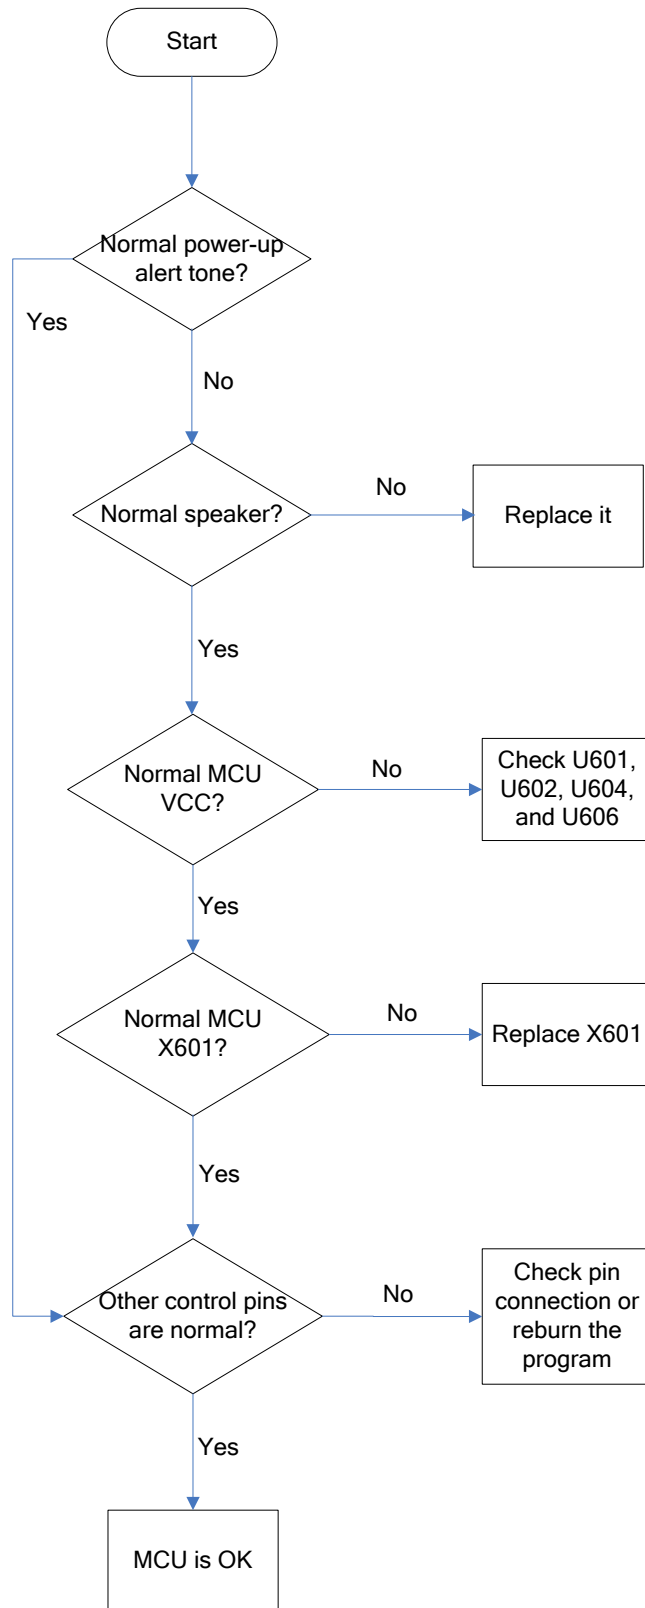 Start
Normal power-up
alert tone?
Yes
No
Normal speaker?
No
Replace it
Yes
Normal MCU
VCC?
No
Check U601,
U602, U604,
and U606
Yes
Normal MCU
X601?
No
Replace X601
Yes
Other control pins
are normal?
No
Check pin
connection or
reburn the
program
Yes
MCU is OK